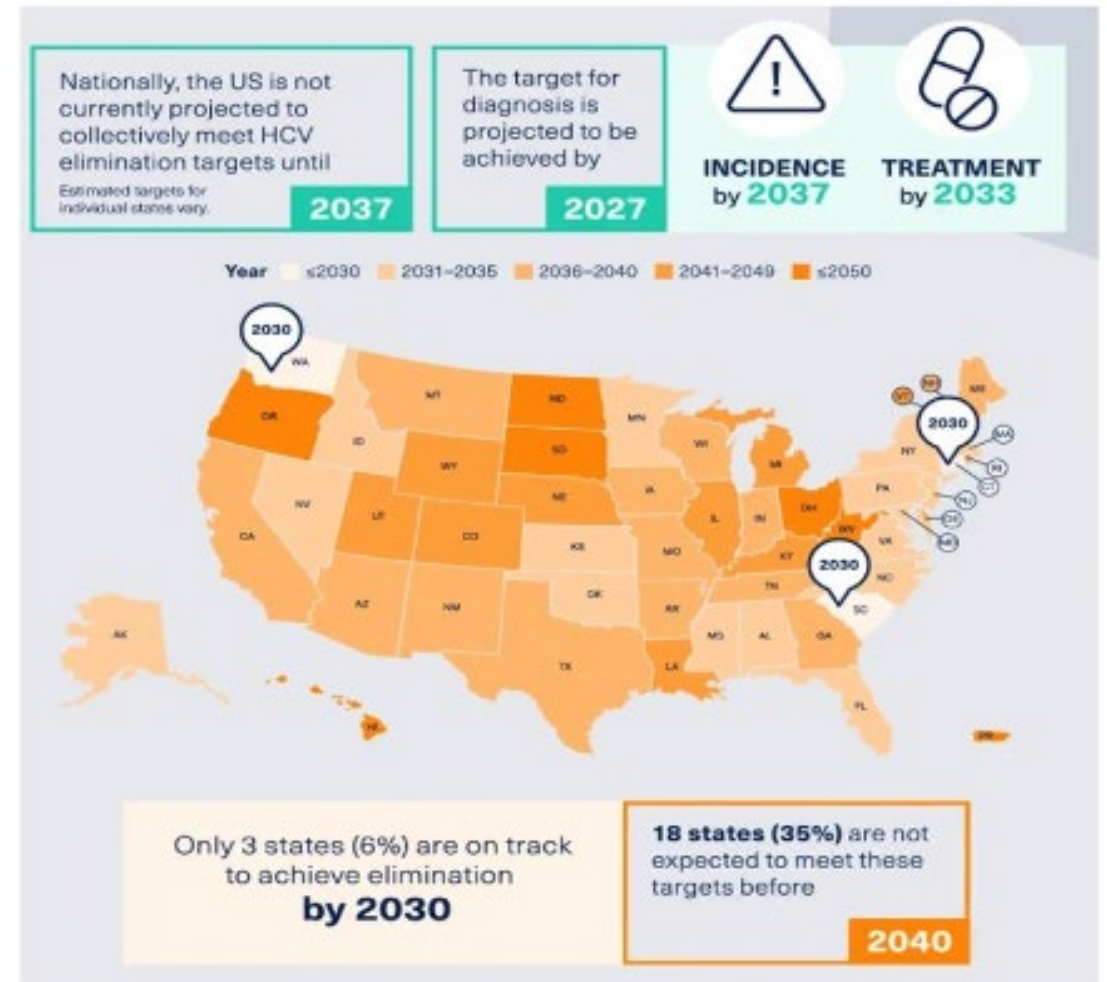 Nationally, the US is not
currently projected to
collectively meet HCV
elimination targets until
Estimated targets for
individual states vary.
2037
The target for
diagnosis is
projected to be
achieved by
2027
!
INCIDENCE
by 2037
TREATMENT
by 2033
Year ≤2030 2031–2035 2036–2040 2041–2049 ≤2050
2030
WA
OR
ID
MT
ND
MN
SD
WY
NE
IA
WI
MI
NH
ME
VT
2030
MA
RI
CT
NY
PA
NJ
DE
MD
NV
CA
UT
CO
KS
MO
IL
IN
OH
WV
VA
KY
2030
AZ
NM
OK
AR
TN
NC
SC
AK
TX
LA
MS
AL
GA
FL
HI
PR
Only 3 states (6%) are on track
to achieve elimination
by 2030
18 states (35%) are not
expected to meet these
targets before
2040